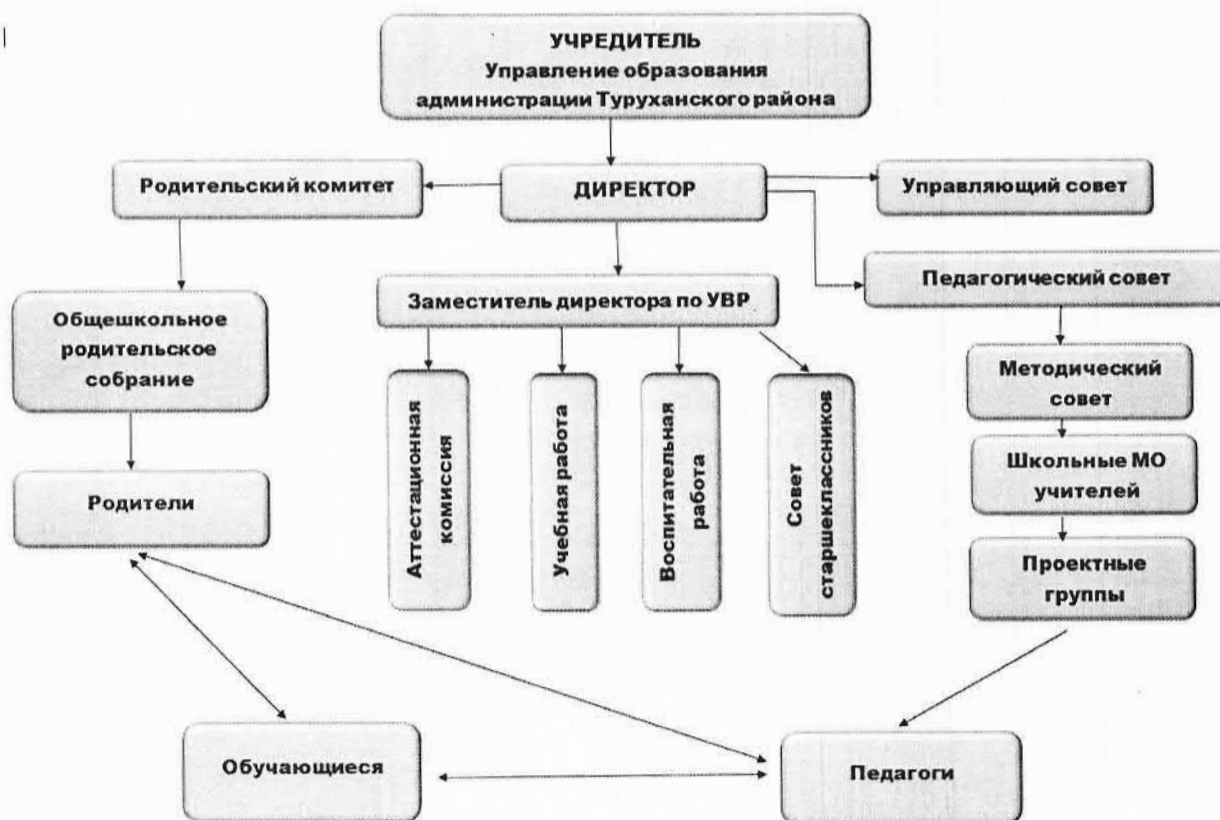 УЧРЕДИТЕЛЬ
Управление образования
администрации Туруханского района
Родительский комитет
ДИРЕКТОР
Управляющий совет
Педагогический совет
Заместитель директора по УВР
Общешкольное
родительское
собрание
Методический
совет
Аттестационная
комиссия
Учебная работа
Воспитательная
работа
Совет
старшеклассников
Школьные МО
учителей
Родители
Проектные
группы
Обучающиеся
Педагоги